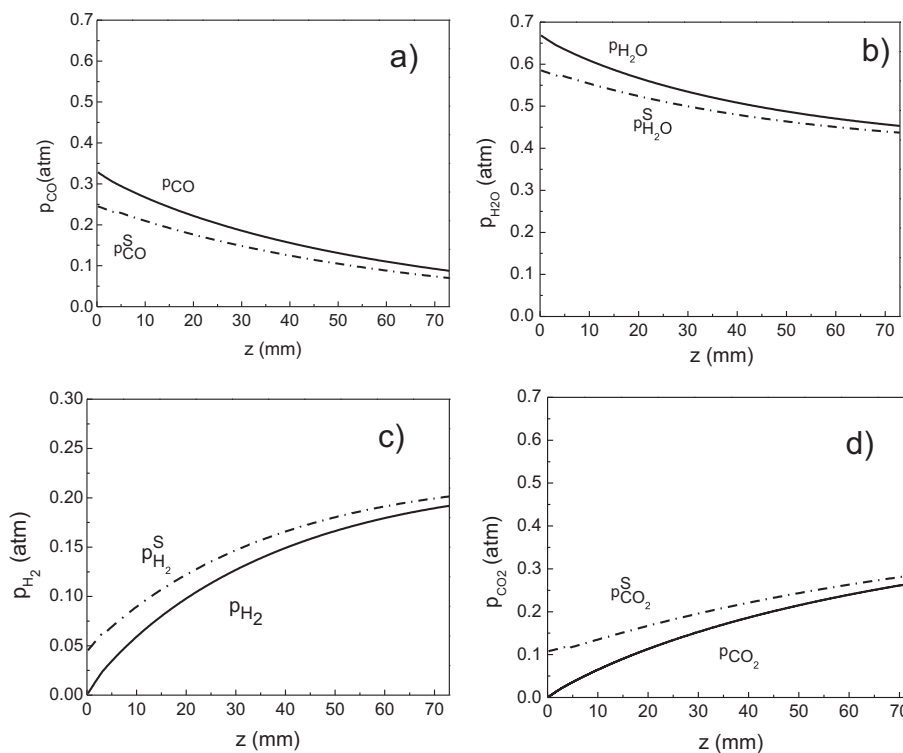 a)
p_CO (atm)
0.7
0.6
0.5
0.4
0.3
0.2
0.1
0.0
p_CO
p^S_CO
0 10 20 30 40 50 60 70
z (mm)
b)
p_H2O (atm)
0.7
0.6
0.5
0.4
0.3
0.2
0.1
0.0
p_H2O
p^S_H2O
0 10 20 30 40 50 60 70
z (mm)
c)
p_H2 (atm)
0.30
0.25
0.20
0.15
0.10
0.05
0.00
p^S_H2
p_H2
0 10 20 30 40 50 60 70
z (mm)
d)
p_CO2 (atm)
0.7
0.6
0.5
0.4
0.3
0.2
0.1
0.0
p^S_CO2
p_CO2
0 10 20 30 40 50 60 70
z (mm)